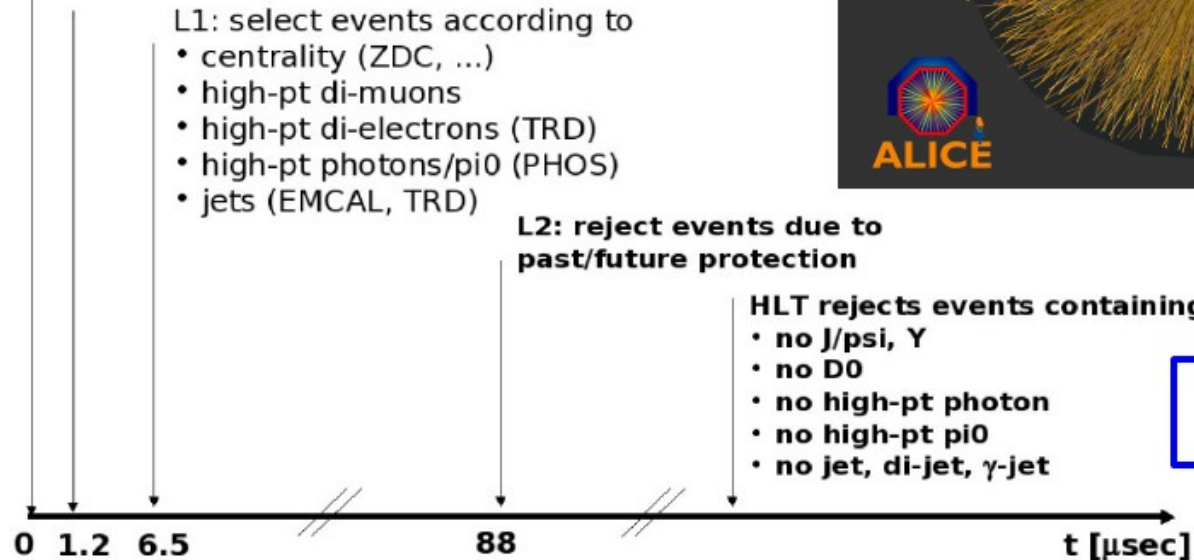 L1: select events according to
• centrality (ZDC, ...)
• high-pt di-muons
• high-pt di-electrons (TRD)
• high-pt photons/pi0 (PHOS)
• jets (EMCAL, TRD)
ALICE
L2: reject events due to
past/future protection
HLT rejects events containing
• no J/psi, Y
• no D0
• no high-pt photon
• no high-pt pi0
• no jet, di-jet, γ-jet
0 1.2 6.5 88 t [μsec]